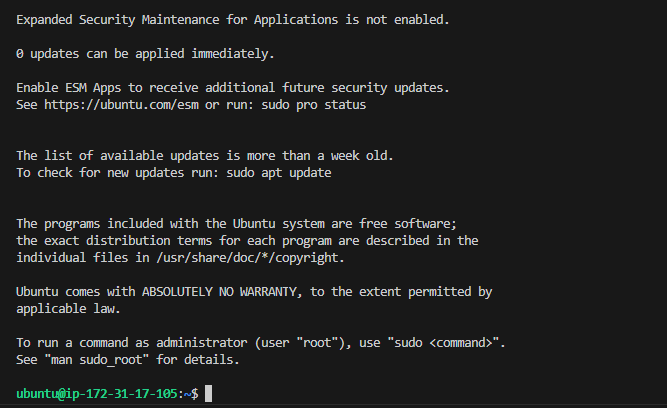 Expanded Security Maintenance for Applications is not enabled.
0 updates can be applied immediately.
Enable ESM Apps to receive additional future security updates.
See https://ubuntu.com/esm or run: sudo pro status
The list of available updates is more than a week old.
To check for new updates run: sudo apt update
The programs included with the Ubuntu system are free software;
the exact distribution terms for each program are described in the
individual files in /usr/share/doc/*/copyright.
Ubuntu comes with ABSOLUTELY NO WARRANTY, to the extent permitted by
applicable law.
To run a command as administrator (user "root"), use "sudo <command>".
See "man sudo_root" for details.
ubuntu@ip-172-31-17-105:~$